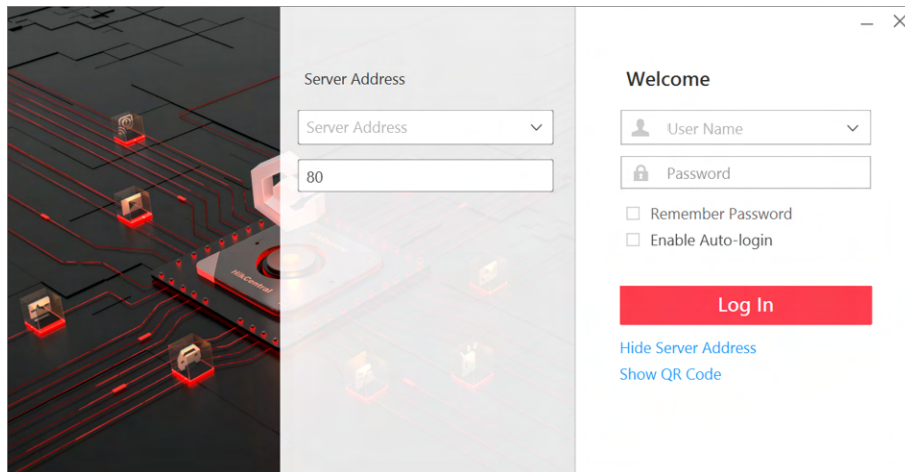 Server Address
Server Address
80
HikCentral
Welcome
User Name
Password
Remember Password
Enable Auto-login
Log In
Hide Server Address
Show QR Code